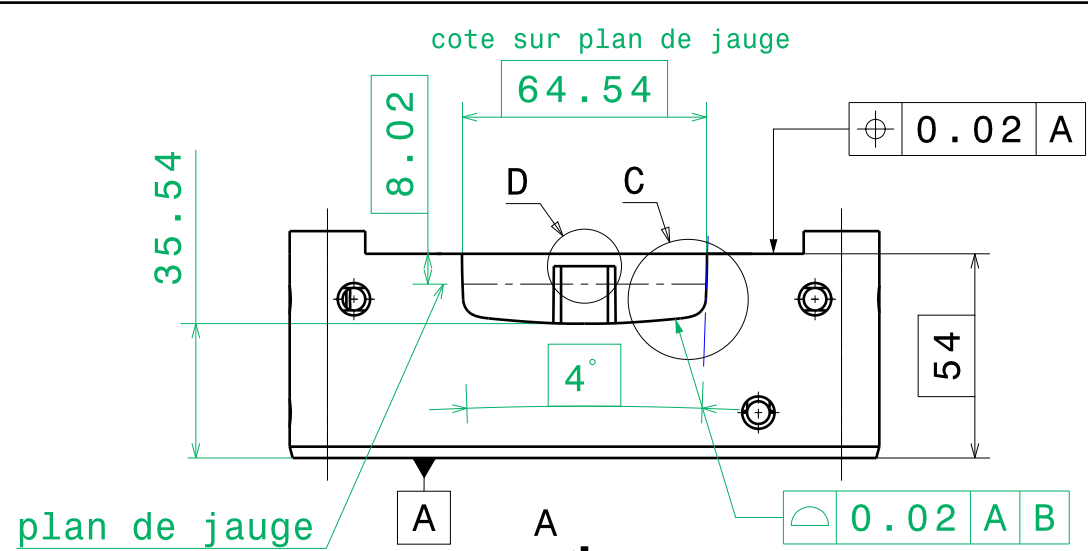 cote sur plan de jauge
64.54
8.02
0.02 A
35.54
D
C
54
4°
plan de jauge
A
A
0.02 A B